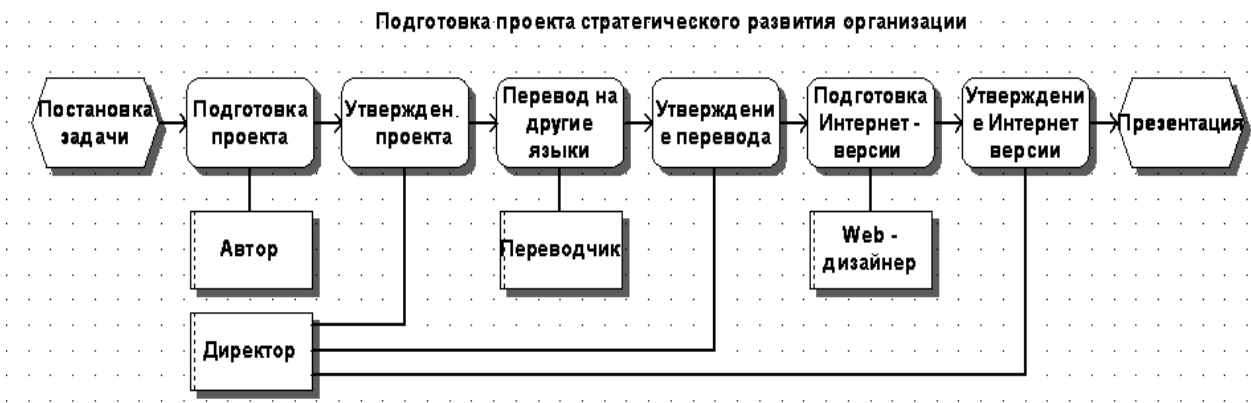 Подготовка проекта стратегического развития организации
Постановка
задачи
Подготовка
проекта
Утвержден.
проекта
Перевод на
другие
языки
Утверждени
е перевода
Подготовка
Интернет -
версии
Утверждени
е Интернет
версии
Презентация
Автор
Переводчик
Web -
дизайнер
Директор